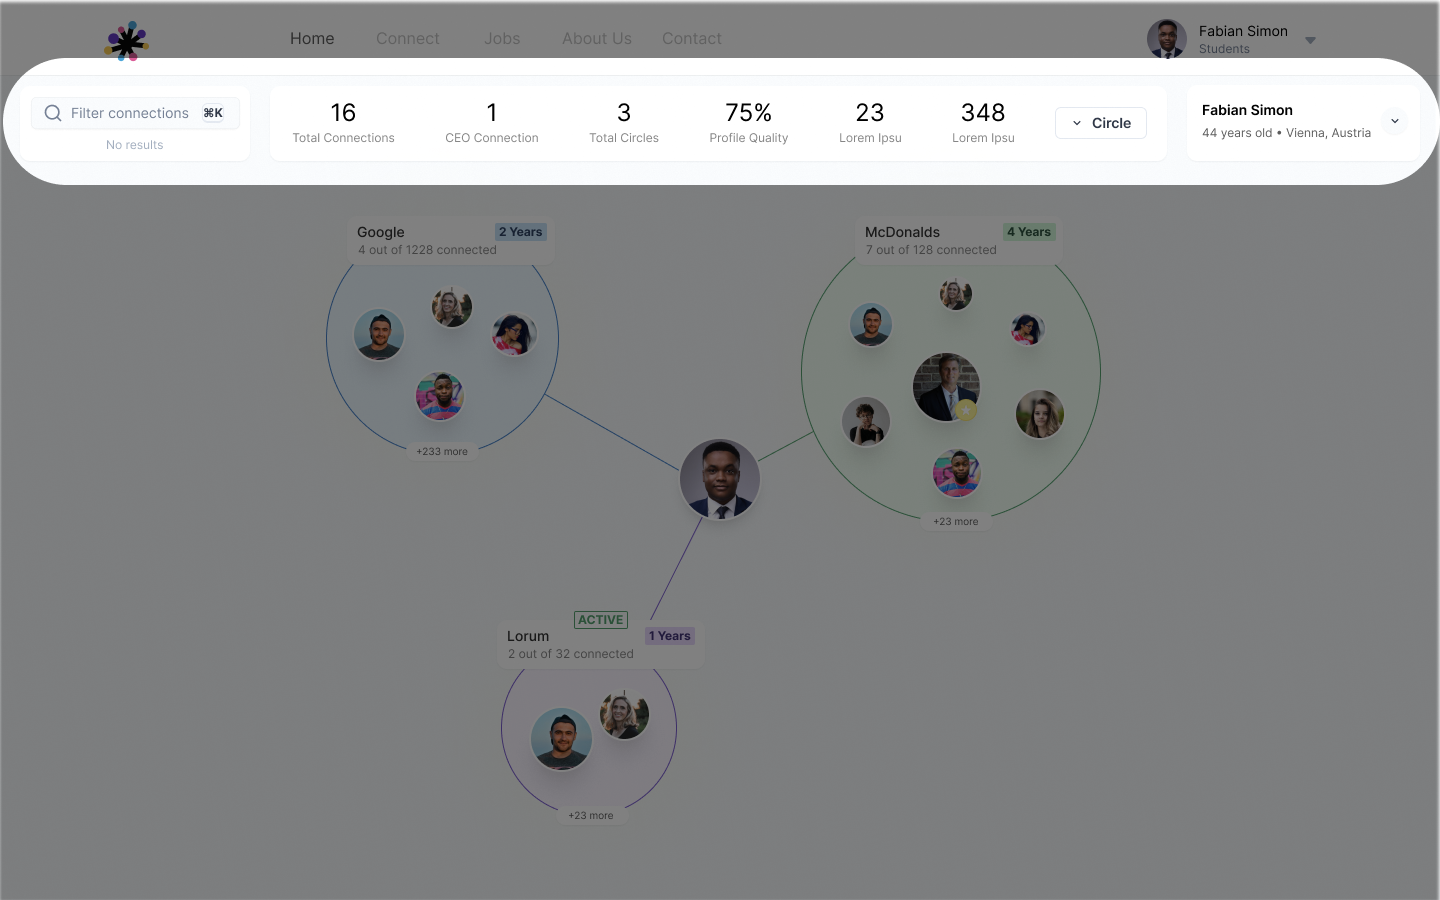 Home
Connect
Jobs
About Us
Contact
Fabian Simon
Students
Filter connections
⌘K
No results
16
Total Connections
1
CEO Connection
3
Total Circles
75%
Profile Quality
23
Lorem Ipsu
348
Lorem Ipsu
Circle
Fabian Simon
44 years old • Vienna, Austria
Google
2 Years
4 out of 1228 connected
+233 more
McDonalds
4 Years
7 out of 128 connected
+23 more
ACTIVE
Lorum
1 Years
2 out of 32 connected
+23 more